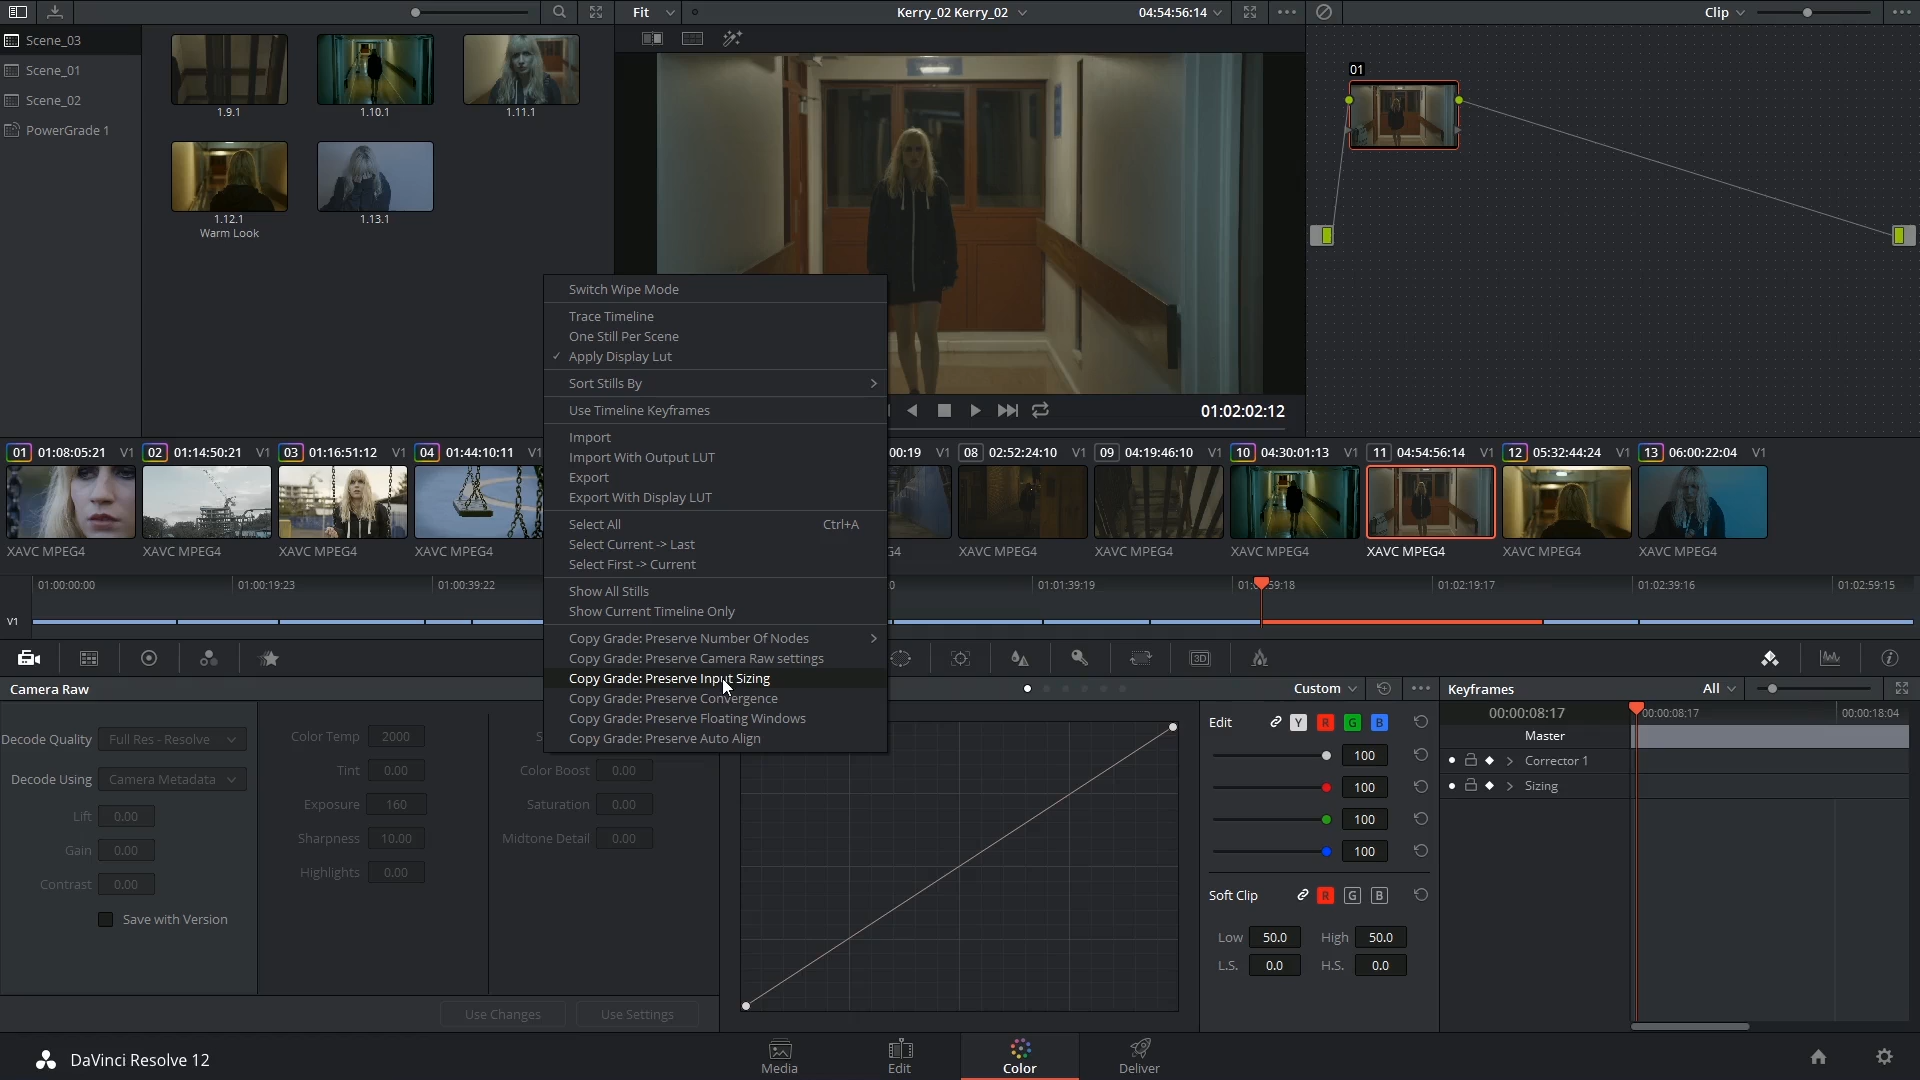 Fit
Kerry_02 Kerry_02
04:54:56:14
Clip
Scene_03
Scene_01
Scene_02
PowerGrade 1
1.9.1
1.10.1
1.11.1
1.12.1
Warm Look
1.13.1
01
Switch Wipe Mode
Trace Timeline
One Still Per Scene
Apply Display Lut
Sort Stills By
Use Timeline Keyframes
Import
Import With Output LUT
Export
Export With Display LUT
Select All Ctrl+A
Select Current -> Last
Select First -> Current
Show All Stills
Show Current Timeline Only
Copy Grade: Preserve Number Of Nodes
Copy Grade: Preserve Camera Raw settings
Copy Grade: Preserve Input Sizing
Copy Grade: Preserve Convergence
Copy Grade: Preserve Floating Windows
Copy Grade: Preserve Auto Align
01:02:02:12
01 01:08:05:21 V1
02 01:14:50:21 V1
03 01:16:51:12 V1
04 01:44:10:11 V1
00:19 V1
08 02:52:24:10 V1
09 04:19:46:10 V1
10 04:30:01:13 V1
11 04:54:56:14 V1
12 05:32:44:24 V1
13 06:00:22:04 V1
XAVC MPEG4
XAVC MPEG4
XAVC MPEG4
XAVC MPEG4
G4
XAVC MPEG4
XAVC MPEG4
XAVC MPEG4
XAVC MPEG4
XAVC MPEG4
XAVC MPEG4
01:00:00:00
01:00:19:23
01:00:39:22
01:01:39:19
59:18
01:02:19:17
01:02:39:16
01:02:59:15
V1
3D
Camera Raw
Decode Quality Full Res - Resolve
Decode Using Camera Metadata
Lift 0.00
Gain 0.00
Contrast 0.00
Save with Version
Color Temp 2000
Tint 0.00
Exposure 160
Sharpness 10.00
Highlights 0.00
S
Color Boost 0.00
Saturation 0.00
Midtone Detail 0.00
Use Changes
Use Settings
Custom
Edit Y R G B
100
100
100
100
Soft Clip R G B
Low 50.0 High 50.0
L.S. 0.0 H.S. 0.0
Keyframes
All
00:00:08:17
00:00:08:17
00:00:18:04
Master
Corrector 1
Sizing
DaVinci Resolve 12
Media
Edit
Color
Deliver